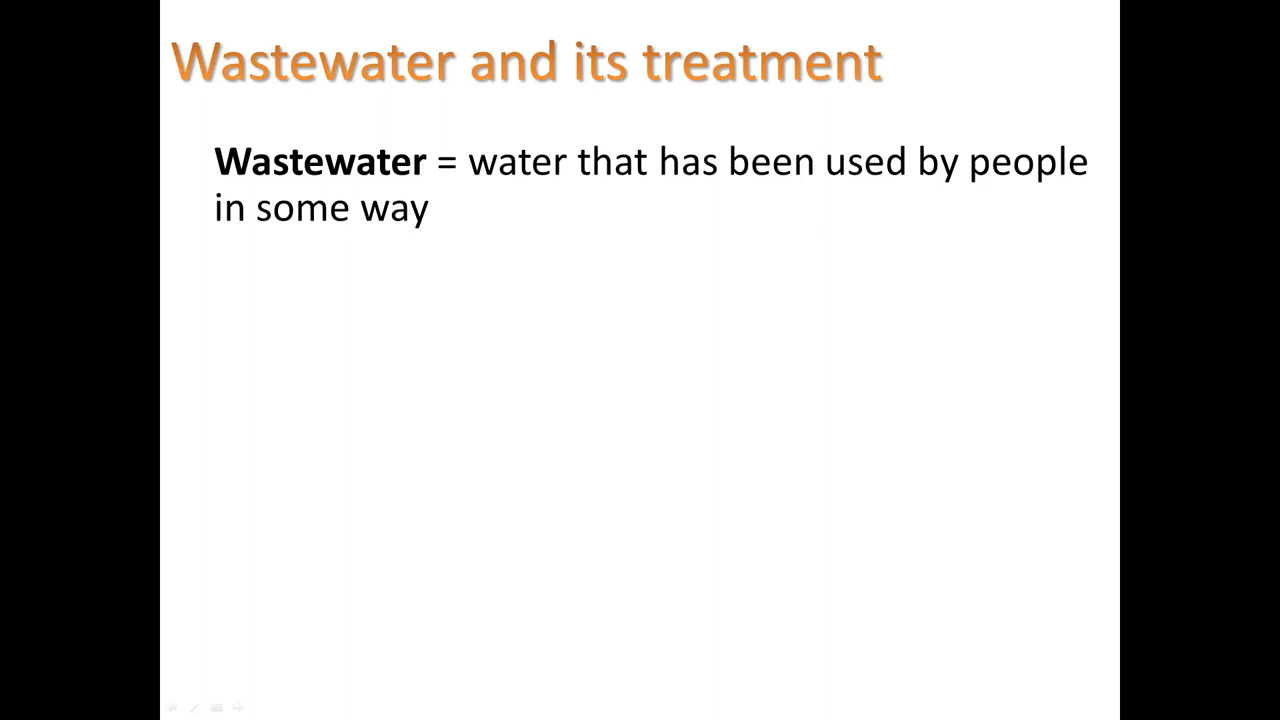 Wastewater and its treatment
Wastewater = water that has been used by people
in some way